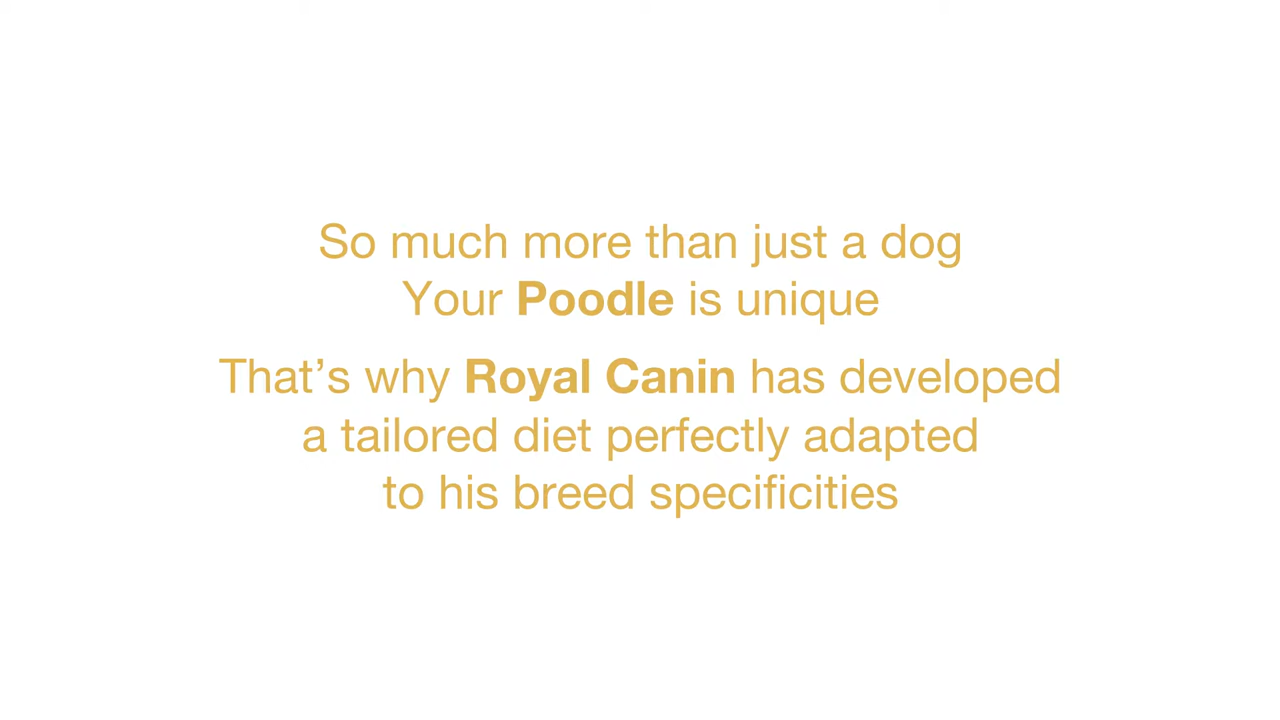 So much more than just a dog
Your Poodle is unique
That’s why Royal Canin has developed
a tailored diet perfectly adapted
to his breed specificities